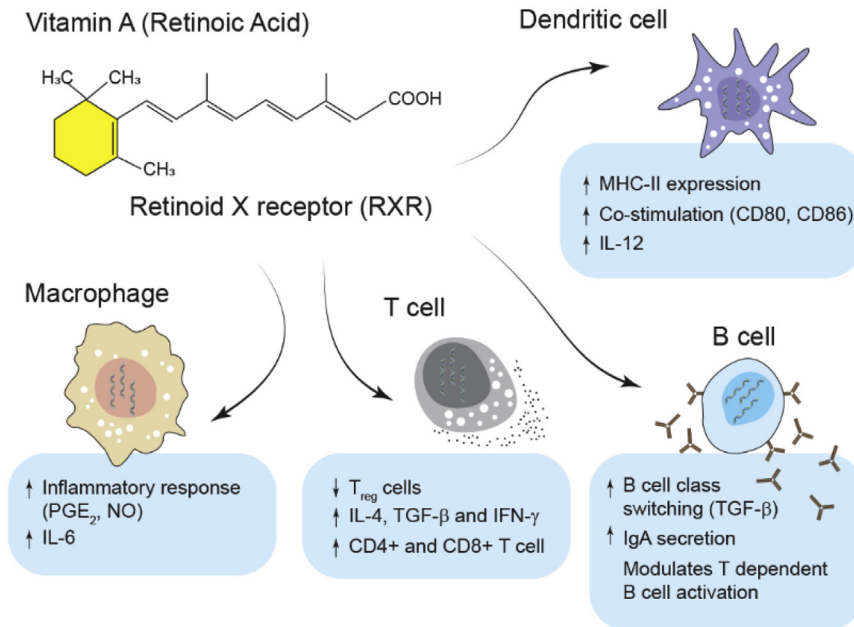 Vitamin A (Retinoic Acid)
H₃C
CH₃
COOH
CH₃
Retinoid X receptor (RXR)
Dendritic cell
↑ MHC-II expression
↑ Co-stimulation (CD80, CD86)
↑ IL-12
Macrophage
↑ Inflammatory response
(PGE₂, NO)
↑ IL-6
T cell
↓ T_reg cells
↑ IL-4, TGF-β and IFN-γ
↑ CD4+ and CD8+ T cell
B cell
↑ B cell class
switching (TGF-β)
↑ IgA secretion
Modulates T dependent
B cell activation